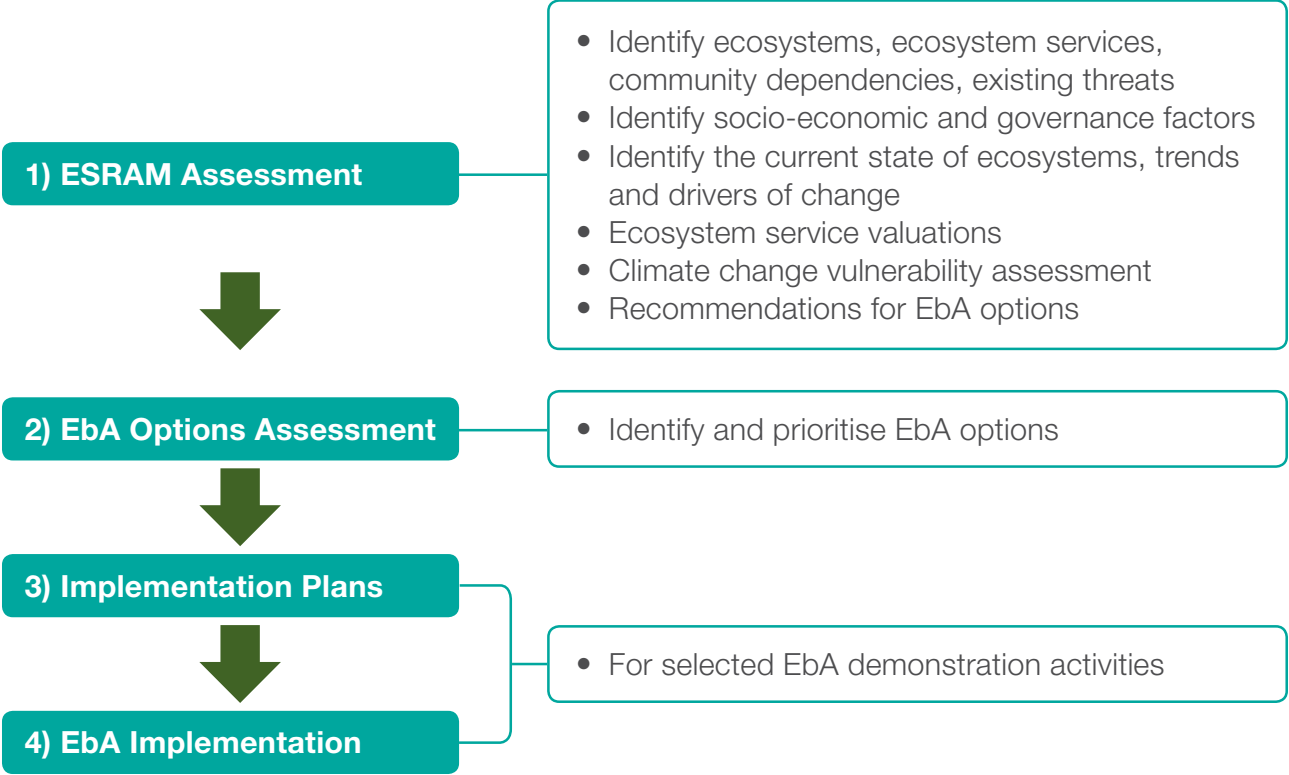 1) ESRAM Assessment
• Identify ecosystems, ecosystem services,
community dependencies, existing threats
• Identify socio-economic and governance factors
• Identify the current state of ecosystems, trends
and drivers of change
• Ecosystem service valuations
• Climate change vulnerability assessment
• Recommendations for EbA options
2) EbA Options Assessment
• Identify and prioritise EbA options
3) Implementation Plans
4) EbA Implementation
• For selected EbA demonstration activities